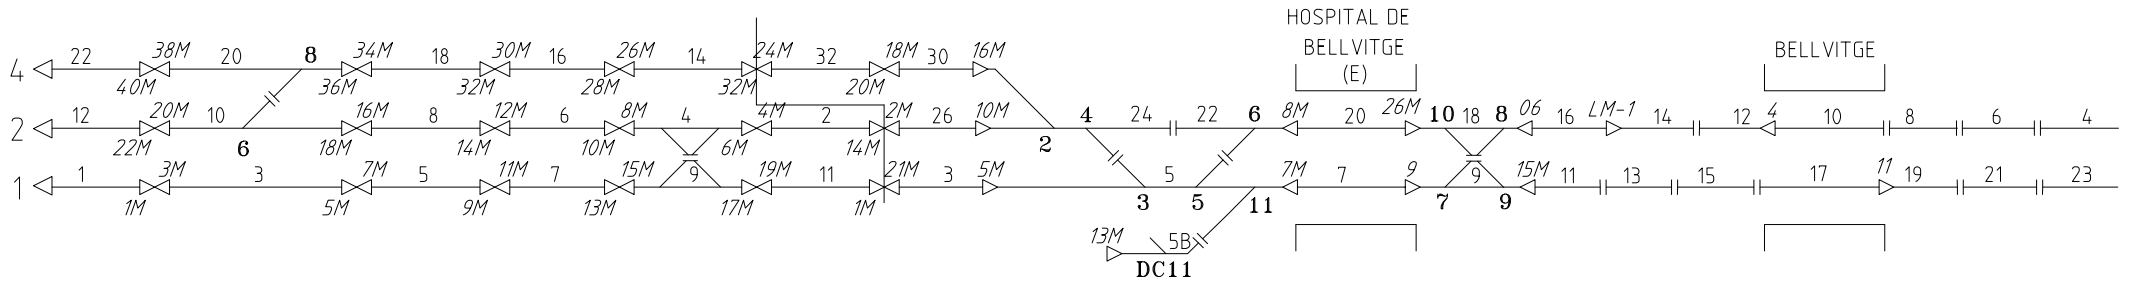 HOSPITAL DE
BELLVITGE
(E)
BELLVITGE
4 22 38M 20 8 34M 18 30M 16 26M 14 24M 32 18M 30 16M
40M 36M 32M 28M 32M 20M
2 12 20M 10 16M 8 12M 6 8M 4 4M 2 2M 26 10M 4 24 22 6 8M 20 26M 10 18 8 06 16 LM-1 14 12 4 10 8 6 4
22M 6 18M 14M 10M 6M 14M 2
1 1 3M 3 7M 5 11M 7 15M 9 19M 11 21M 3 5M 5 7M 7 9 9 15M 11 13 15 17 11 19 21 23
1M 5M 9M 13M 17M 1M 3 5 11 7 9
13M 5B
DC11